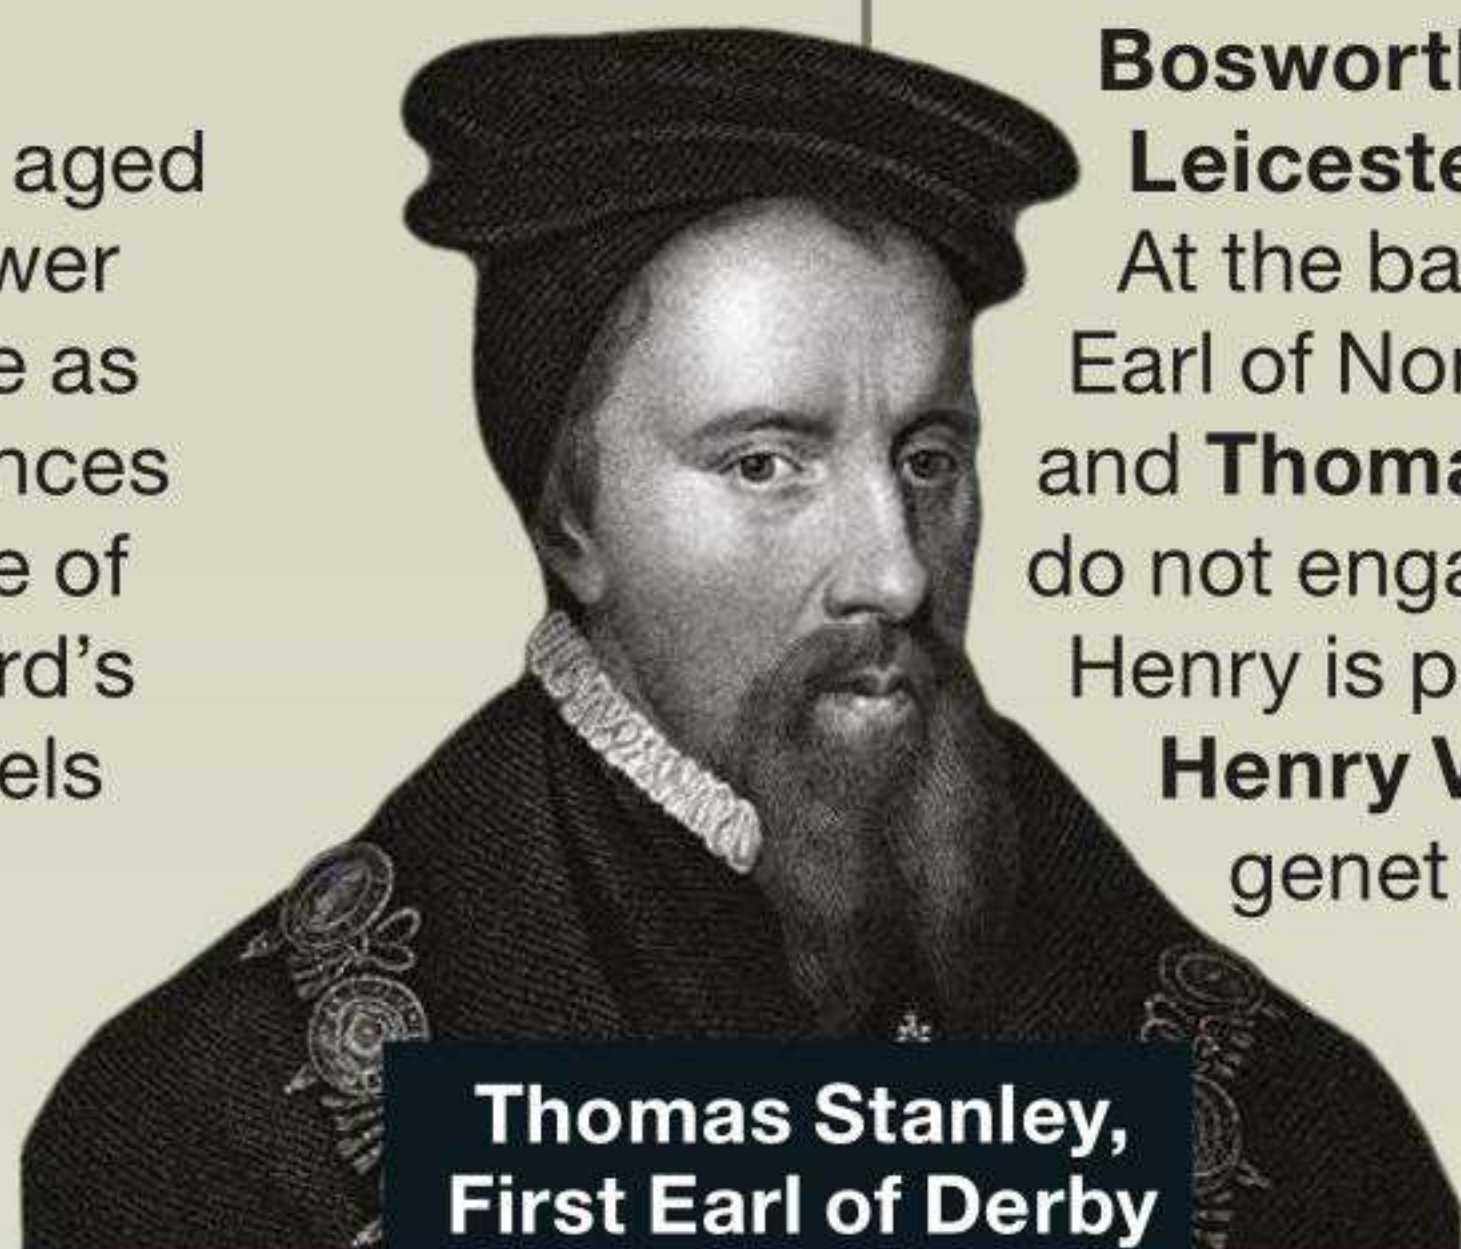 aged
wer
e as
nces
e of
rd's
els
Bosworth
Leiceste
At the ba
Earl of Nor
and Thoma
do not enga
Henry is p
Henry V
genet
Thomas Stanley,
First Earl of Derby